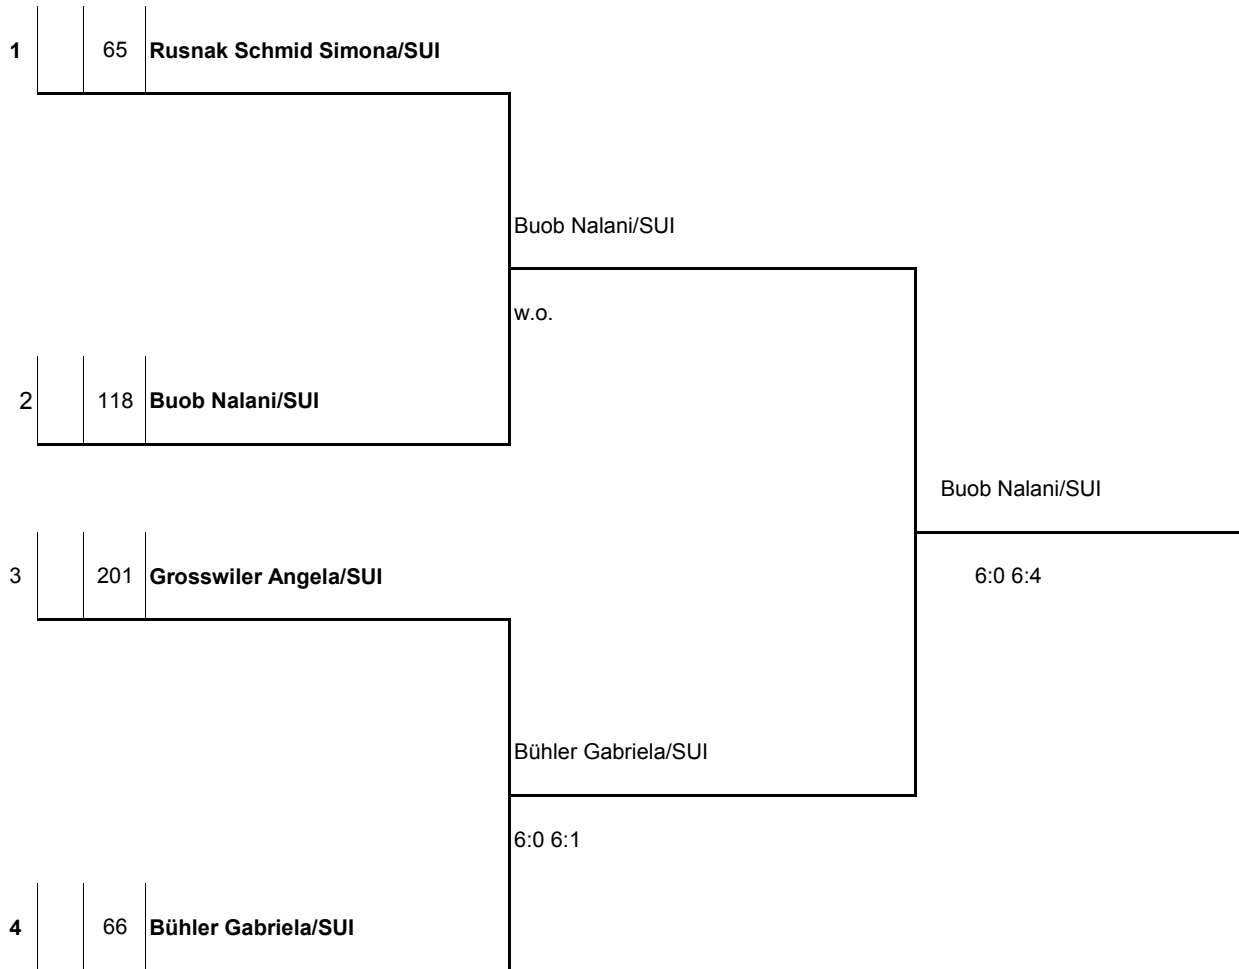 1 65 Rusnak Schmid Simona/SUI
Buob Nalani/SUI
w.o.
2 118 Buob Nalani/SUI
Buob Nalani/SUI
3 201 Grosswiler Angela/SUI
6:0 6:4
Bühler Gabriela/SUI
6:0 6:1
4 66 Bühler Gabriela/SUI